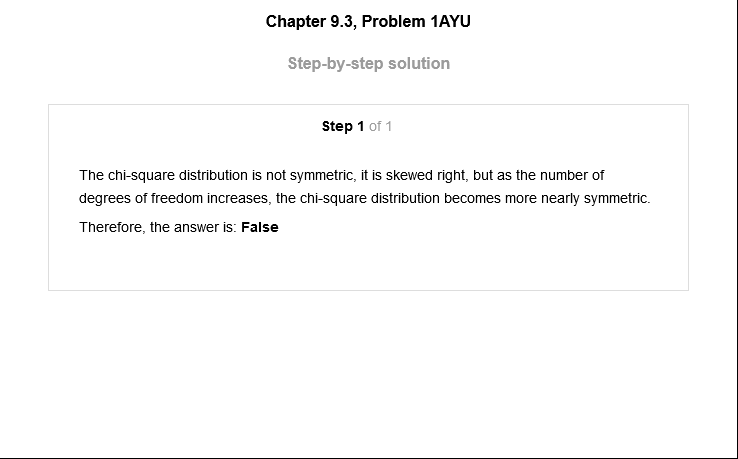 Chapter 9.3, Problem 1AYU
Step-by-step solution
Step 1 of 1
The chi-square distribution is not symmetric, it is skewed right, but as the number of
degrees of freedom increases, the chi-square distribution becomes more nearly symmetric.
Therefore, the answer is: False